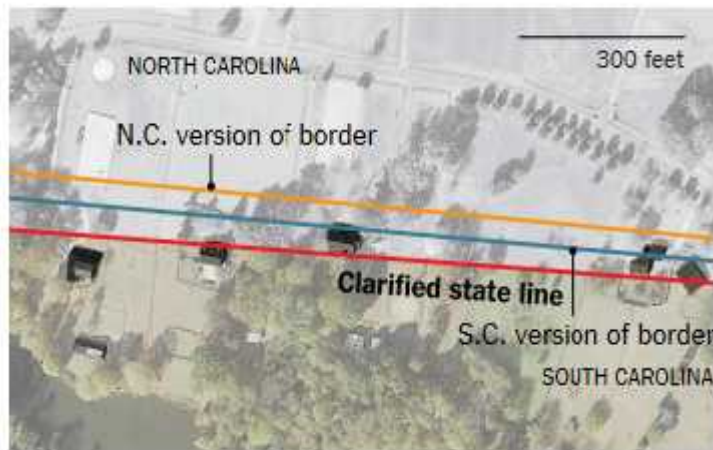 NORTH CAROLINA
300 feet
N.C. version of border
Clarified state line
S.C. version of border
SOUTH CAROLINA